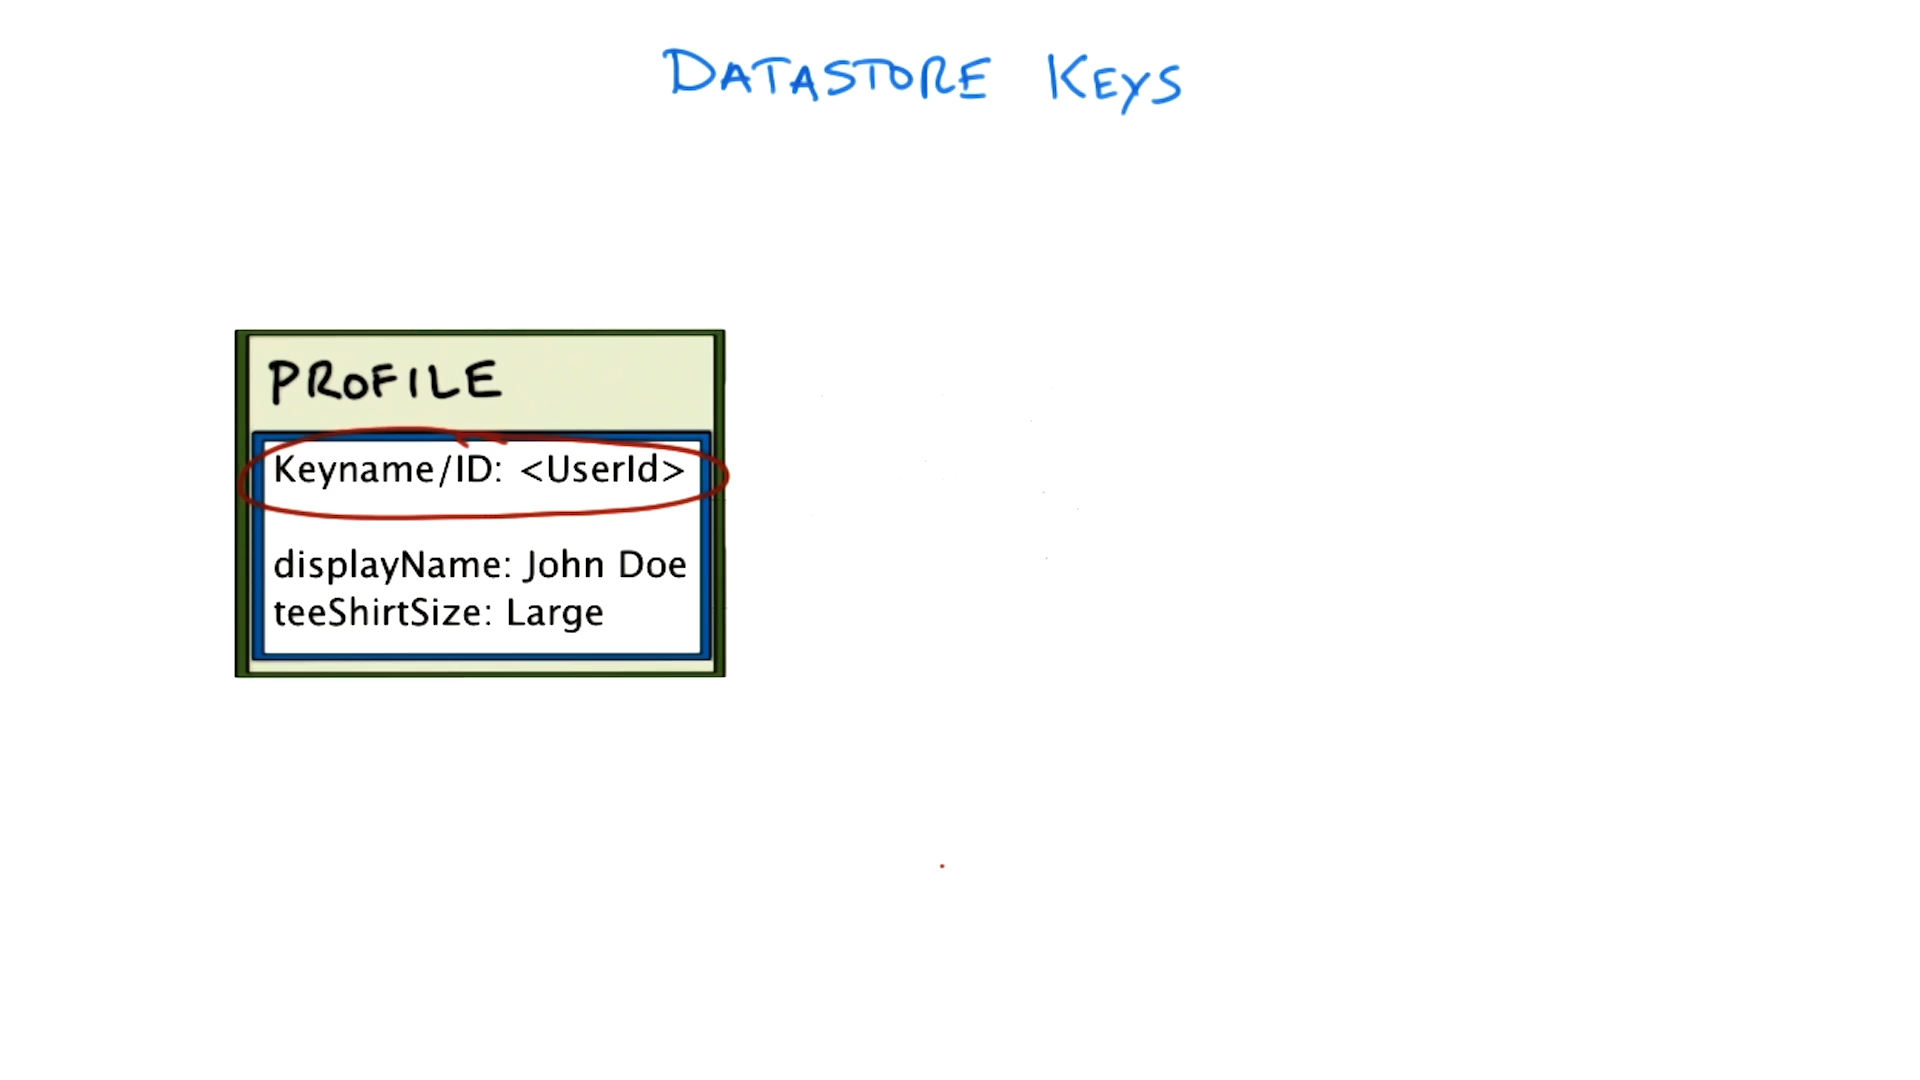 DATASTORE KEYS
PROFILE
Keyname/ID: <UserId>
displayName: John Doe
teeShirtSize: Large